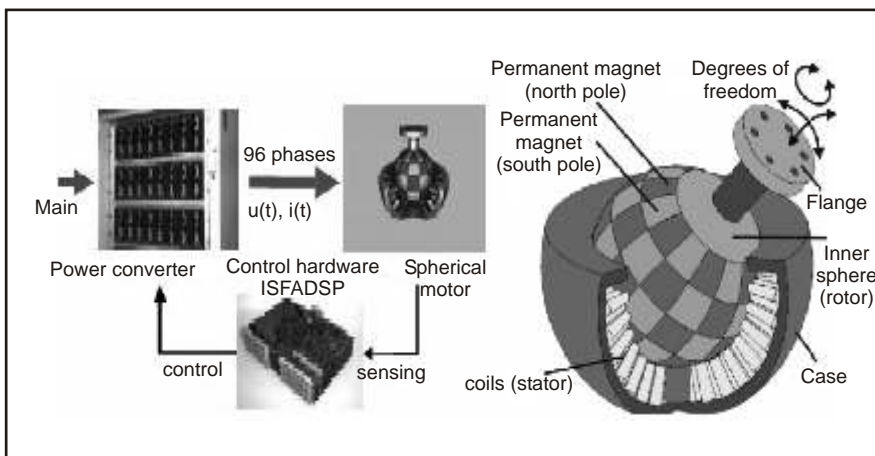 Main
Power converter
96 phases
u(t), i(t)
Spherical
motor
Control hardware
ISFADSP
control
sensing
Permanent magnet
(north pole)
Permanent
magnet
(south pole)
Degrees of
freedom
Flange
Inner
sphere
(rotor)
Case
coils (stator)